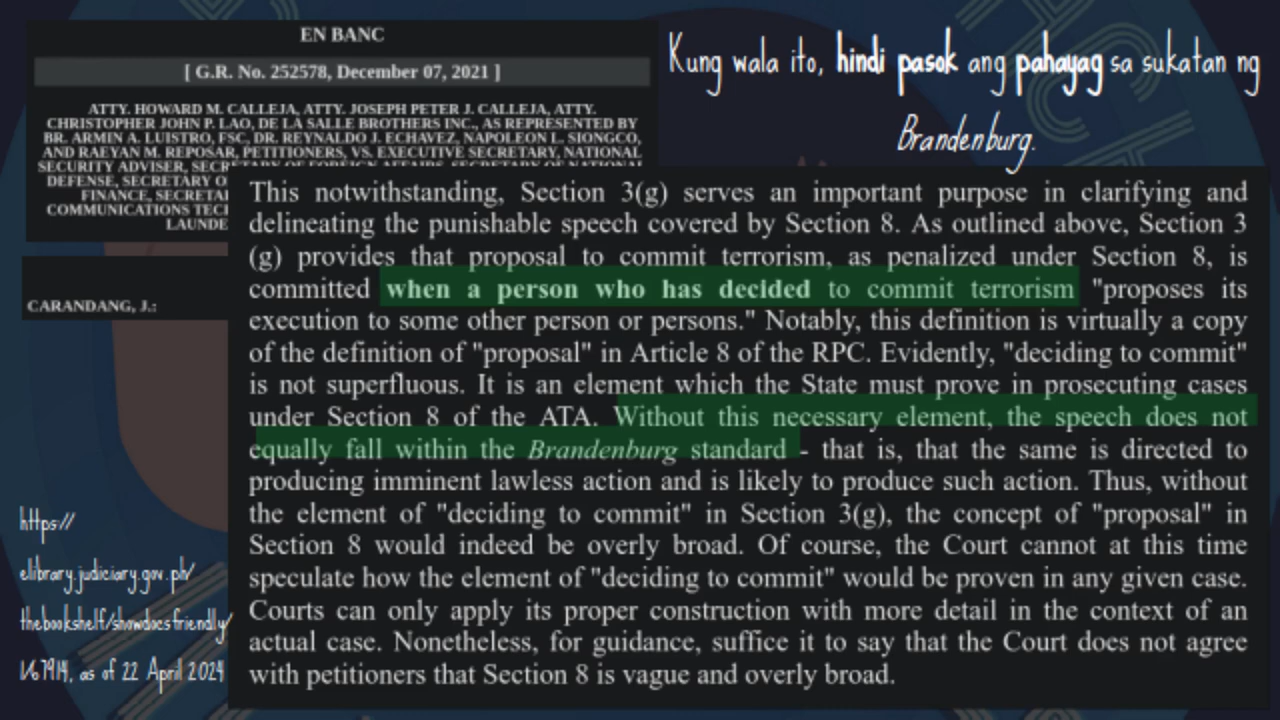 EN BANC
[ G.R. No. 252578, December 07, 2021 ]
ATTY. HOWARD M. CALLEJA, ATTY. JOSEPH PETER J. CALLEJA, ATTY.
CHRISTOPHER JOHN P. LAO, DE LA SALLE BROTHERS INC., AS REPRESENTED BY
BR. ARMIN A. LUISTRO, FSC, DR. REYNALDO J. ECHAVEZ, NAPOLEON L. SIONGCO,
AND RAEYAN M. REPOSAR, PETITIONERS, VS. EXECUTIVE SECRETARY, NATIONAL
SECURITY ADVISER,
DEFENSE, SECRETARY
FINANCE,
COMMUNICATIONS
CARANDANG, J.:
Kung wala ito, hindi pasok ang pahayag sa sukatan ng
Brandenburg.
This notwithstanding, Section 3(g) serves an important purpose in clarifying and
delineating the punishable speech covered by Section 8. As outlined above, Section 3
(g) provides that proposal to commit terrorism, as penalized under Section 8, is
committed when a person who has decided to commit terrorism "proposes its
execution to some other person or persons." Notably, this definition is virtually a copy
of the definition of "proposal" in Article 8 of the RPC. Evidently, "deciding to commit"
is not superfluous. It is an element which the State must prove in prosecuting cases
under Section 8 of the ATA. Without this necessary element, the speech does not
equally fall within the Brandenburg standard - that is, that the same is directed to
producing imminent lawless action and is likely to produce such action. Thus, without
the element of "deciding to commit" in Section 3(g), the concept of "proposal" in
Section 8 would indeed be overly broad. Of course, the Court cannot at this time
speculate how the element of "deciding to commit" would be proven in any given case.
Courts can only apply its proper construction with more detail in the context of an
actual case. Nonetheless, for guidance, suffice it to say that the Court does not agree
with petitioners that Section 8 is vague and overly broad.
https://
elibrary.judiciary.gov.ph/
thebookshelf/showdocsfriendly/
1/67914, as of 22 April 2024